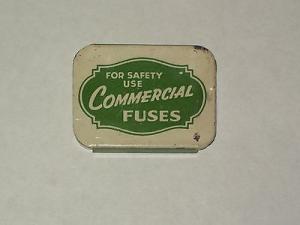 FOR SAFETY
USE
COMMERCIAL
FUSES